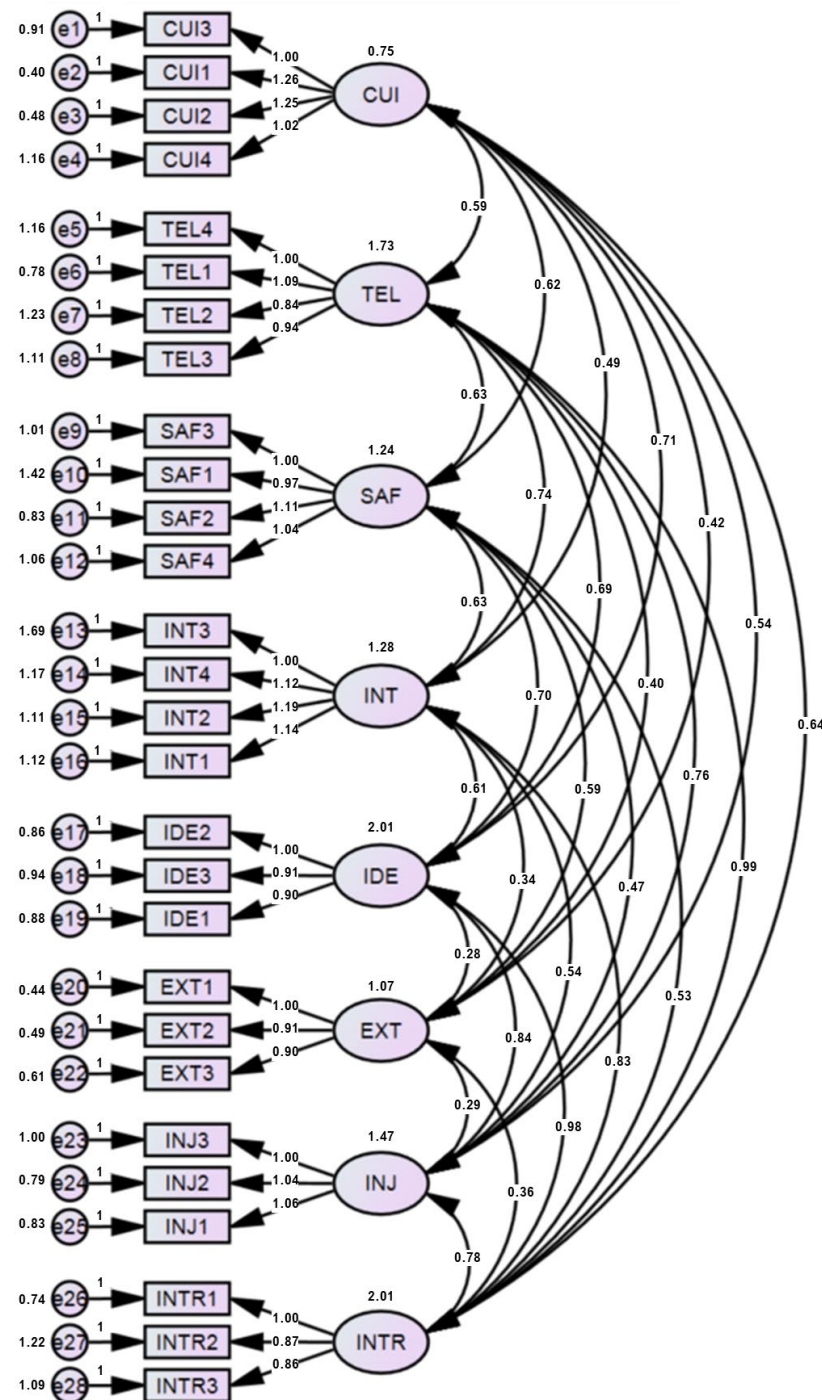 0.91 e1 1 CUI3
0.40 e2 1 CUI1
0.48 e3 1 CUI2
1.16 e4 1 CUI4
1.00
1.26
1.25
1.02
0.75
CUI
1.16 e5 1 TEL4
0.78 e6 1 TEL1
1.23 e7 1 TEL2
1.11 e8 1 TEL3
1.00
1.09
0.84
0.94
1.73
TEL
1.01 e9 1 SAF3
1.42 e10 1 SAF1
0.83 e11 1 SAF2
1.06 e12 1 SAF4
1.00
0.97
1.11
1.04
1.24
SAF
1.69 e13 1 INT3
1.17 e14 1 INT4
1.11 e15 1 INT2
1.12 e16 1 INT1
1.00
1.12
1.19
1.14
1.28
INT
0.86 e17 1 IDE2
0.94 e18 1 IDE3
0.88 e19 1 IDE1
1.00
0.91
0.90
2.01
IDE
0.44 e20 1 EXT1
0.49 e21 1 EXT2
0.61 e22 1 EXT3
1.00
0.91
0.90
1.07
EXT
1.00 e23 1 INJ3
0.79 e24 1 INJ2
0.83 e25 1 INJ1
1.00
1.04
1.06
1.47
INJ
0.74 e26 1 INTR1
1.22 e27 1 INTR2
1.09 e28 1 INTR3
1.00
0.87
0.86
2.01
INTR
0.59
0.62
0.49
0.63
0.71
0.74
0.42
0.69
0.63
0.54
0.40
0.70
0.64
0.76
0.59
0.61
0.99
0.34
0.47
0.28
0.54
0.53
0.84
0.83
0.29
0.98
0.36
0.78